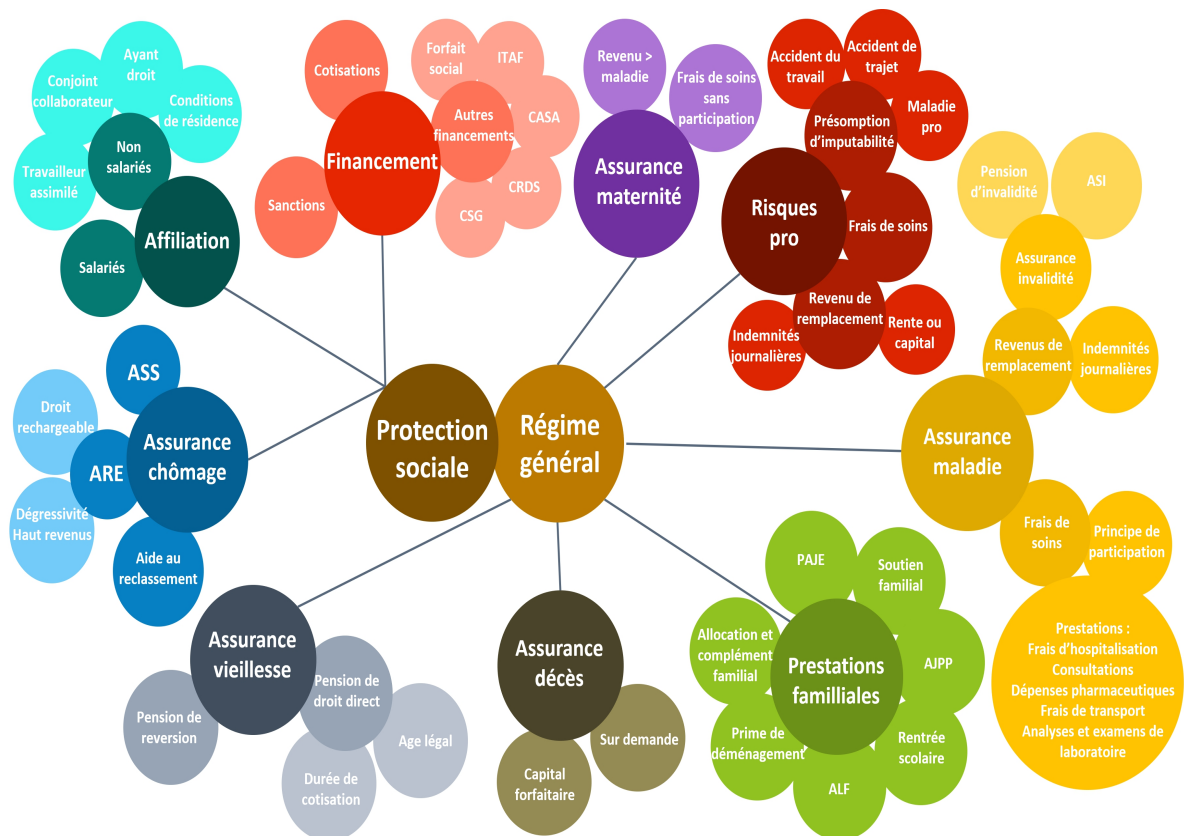 Protection
sociale
Régime
général
Affiliation
Salariés
Non
salariés
Travailleur
assimilé
Conjoint
collaborateur
Ayant
droit
Conditions
de résidence
Financement
Sanctions
Cotisations
Autres
financements
Forfait
social
ITAF
CASA
CRDS
CSG
Assurance
maternité
Revenu >
maladie
Frais de soins
sans
participation
Risques
pro
Présomption
d'imputabilité
Accident du
travail
Accident de
trajet
Maladie
pro
Frais de soins
Revenu de
remplacement
Indemnités
journalières
Rente ou
capital
Assurance
maladie
Revenus de
remplacement
Indemnités
journalières
Assurance
invalidité
Pension
d'invalidité
ASI
Frais de
soins
Principe de
participation
Prestations :
Frais d'hospitalisation
Consultations
Dépenses pharmaceutiques
Frais de transport
Analyses et examens de
laboratoire
Prestations
familliales
PAJE
Soutien
familial
AJPP
Rentrée
scolaire
ALF
Prime de
déménagement
Allocation et
complément
familial
Assurance
décès
Sur demande
Capital
forfaitaire
Assurance
vieillesse
Pension de
droit direct
Age légal
Durée de
cotisation
Pension de
reversion
Assurance
chômage
ASS
ARE
Droit
rechargeable
Dégressivité
Haut revenus
Aide au
reclassement